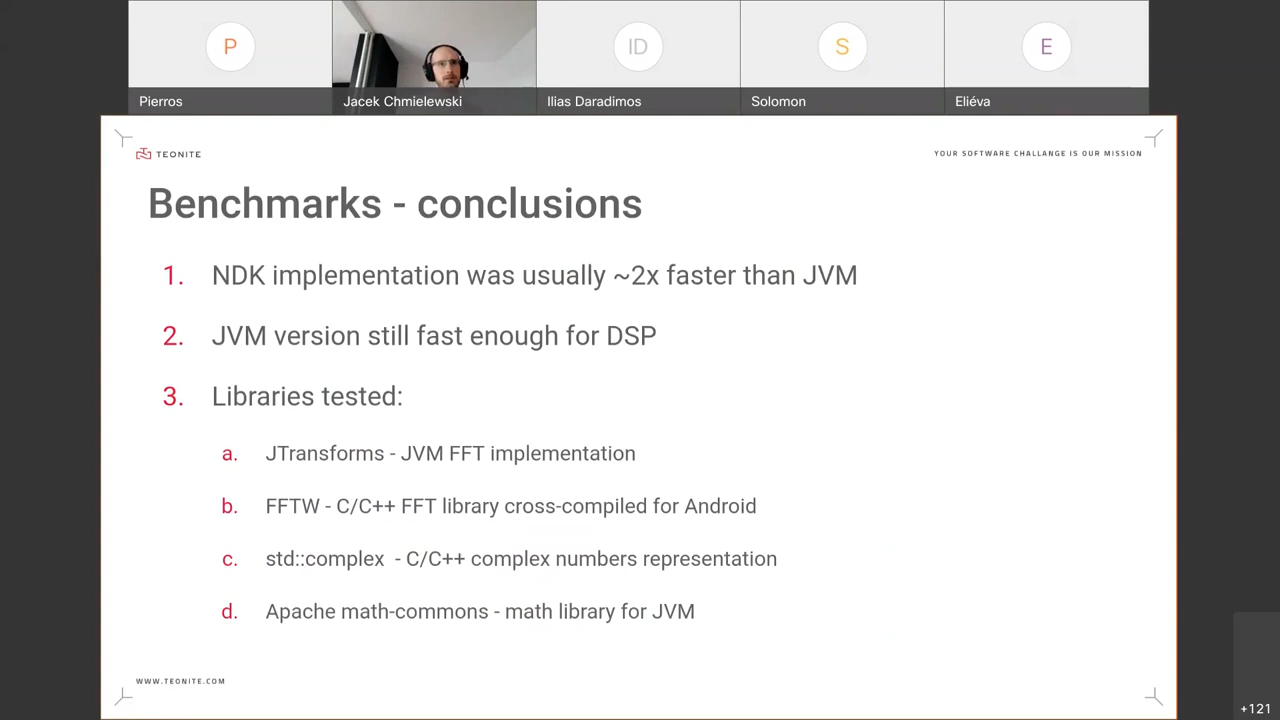 P
ID
S
E
Pierros
Jacek Chmielewski
Ilias Daradimos
Solomon
Eliéva
TEONITE
YOUR SOFTWARE CHALLANGE IS OUR MISSION
Benchmarks - conclusions
1. NDK implementation was usually ~2x faster than JVM
2. JVM version still fast enough for DSP
3. Libraries tested:
a. JTransforms - JVM FFT implementation
b. FFTW - C/C++ FFT library cross-compiled for Android
c. std::complex - C/C++ complex numbers representation
d. Apache math-commons - math library for JVM
WWW.TEONITE.COM
+121